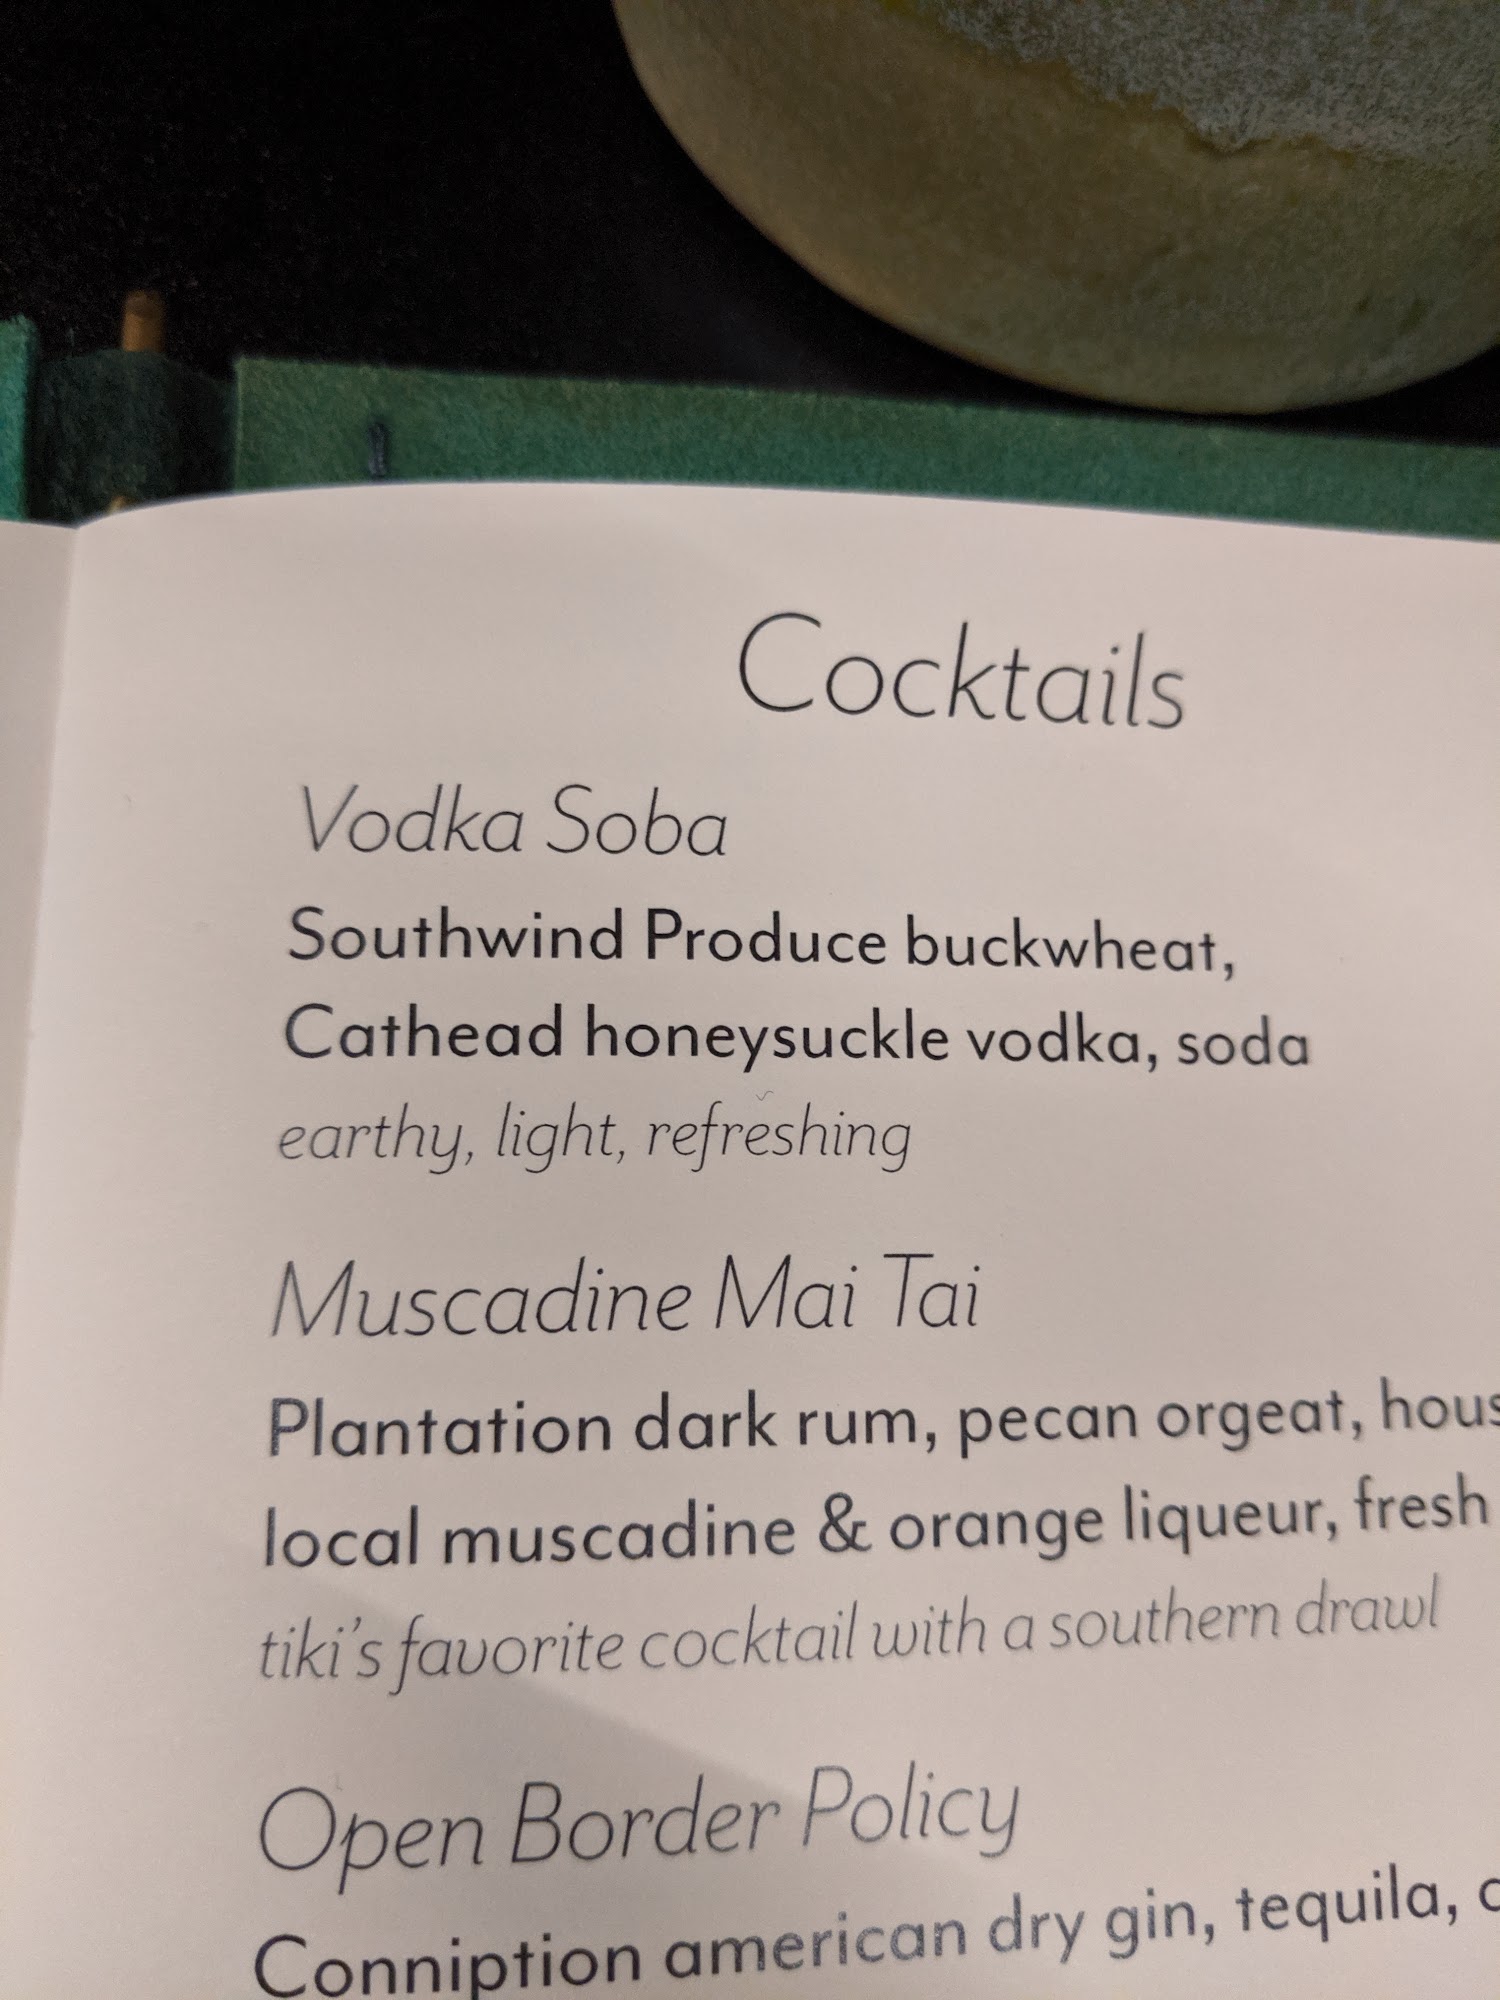 Cocktails
Vodka Soba
Southwind Produce buckwheat,
Cathead honeysuckle vodka, soda
earthy, light, refreshing
Muscadine Mai Tai
Plantation dark rum, pecan orgeat,
local muscadine & orange liqueur, fresh
tiki's favorite cocktail with a southern drawl
Open Border Policy
Conniption american dry gin, tequila,